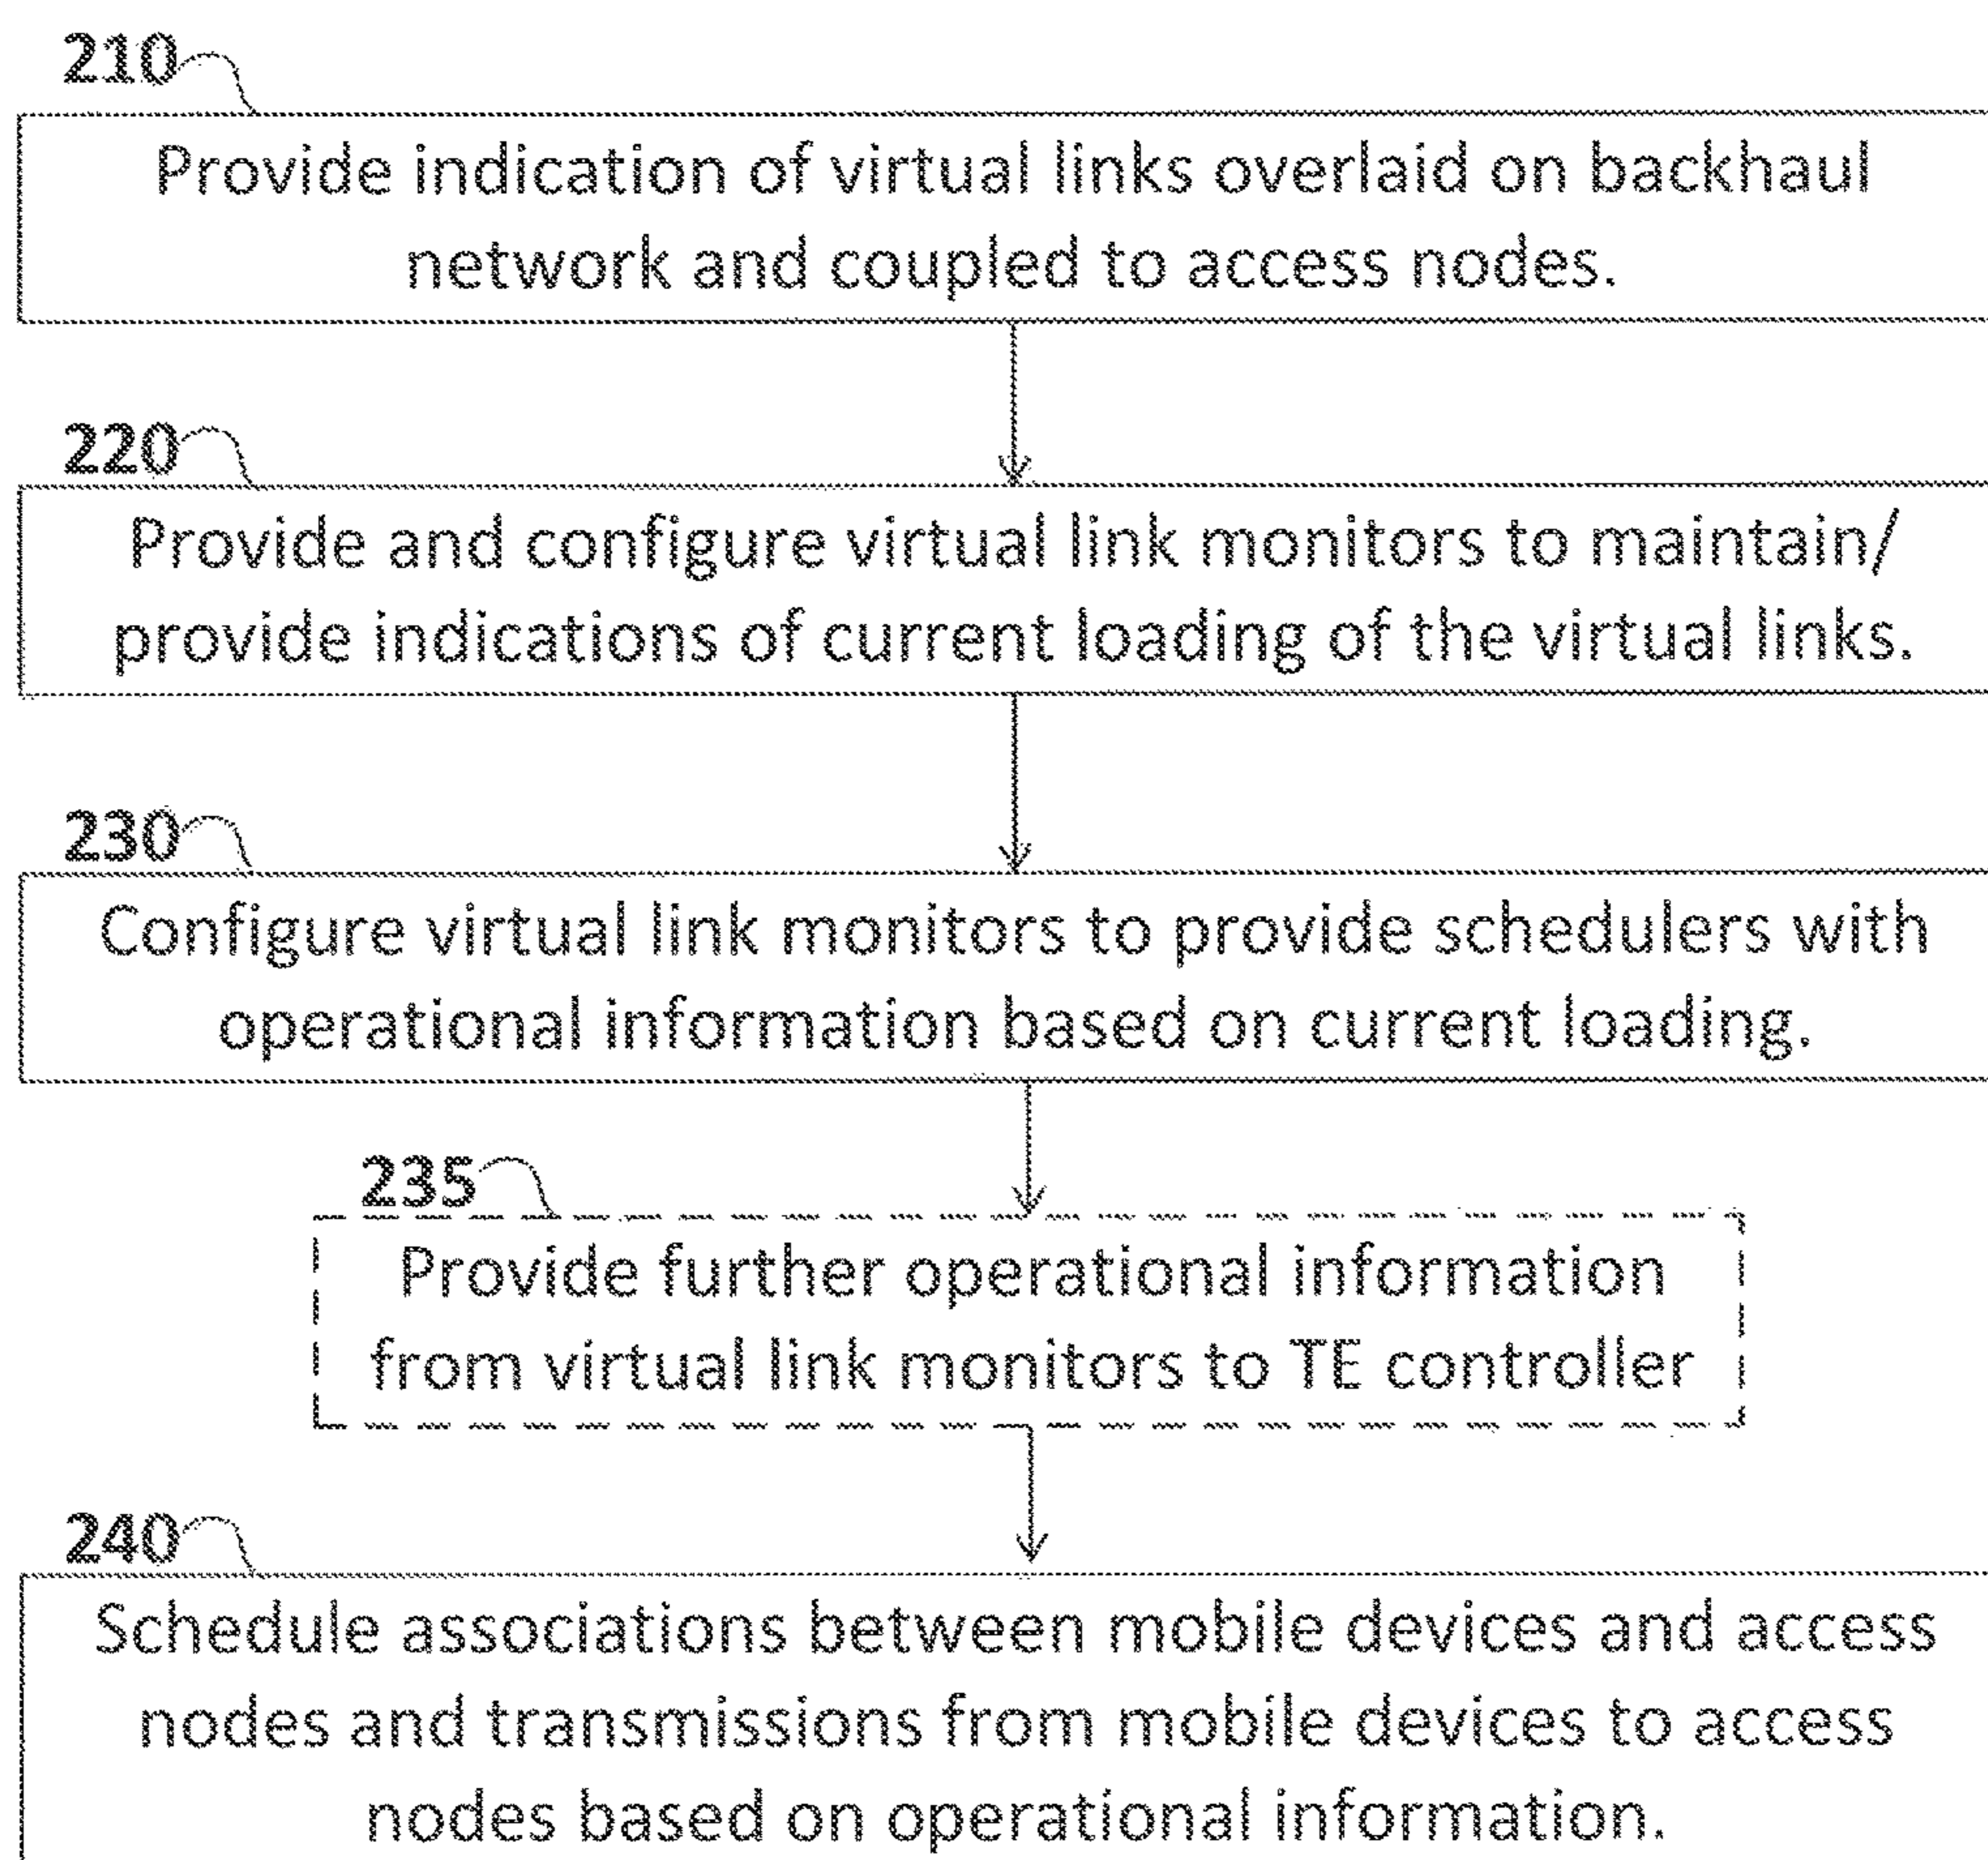 210
Provide indication of virtual links overlaid on backhaul
network and coupled to access nodes.
220
Provide and configure virtual link monitors to maintain/
provide indications of current loading of the virtual links.
230
Configure virtual link monitors to provide schedulers with
operational information based on current loading.
235
Provide further operational information
from virtual link monitors to TE controller
240
Schedule associations between mobile devices and access
nodes and transmissions from mobile devices to access
nodes based on operational information.